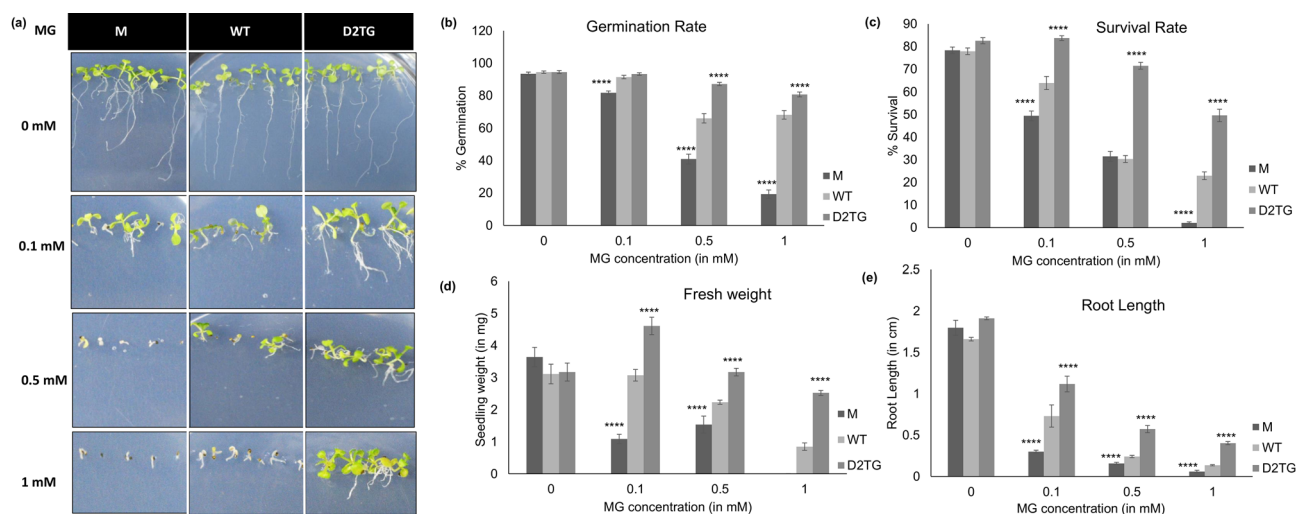 (a)
MG M WT D2TG
0 mM
0.1 mM
0.5 mM
1 mM
(b)
Germination Rate
% Germination
120
100
80
60
40
20
0
**** **** **** **** ****
0 0.1 0.5 1
MG concentration (in mM)
M
WT
D2TG
(c)
Survival Rate
% Survival
90
80
70
60
50
40
30
20
10
0
**** **** **** **** ****
0 0.1 0.5 1
MG concentration (in mM)
M
WT
D2TG
(d)
Fresh weight
Seedling weight (in mg)
6
5
4
3
2
1
0
**** **** **** **** ****
0 0.1 0.5 1
MG concentration (in mM)
M
WT
D2TG
(e)
Root Length
Root Length (in cm)
2.5
2
1.5
1
0.5
0
**** **** **** **** **** ****
0 0.1 0.5 1
MG concentration (in mM)
M
WT
D2TG